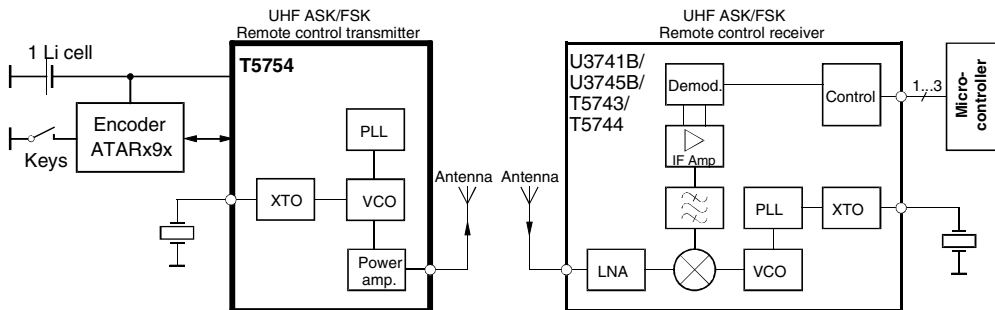 UHF ASK/FSK
Remote control transmitter
1 Li cell
T5754
Encoder
ATARx9x
Keys
PLL
XTO
VCO
Power
amp.
Antenna
UHF ASK/FSK
Remote control receiver
U3741B/
U3745B/
T5743/
T5744
Demod.
Control
1...3
Micro-
controller
IF Amp
Antenna
PLL
XTO
LNA
VCO